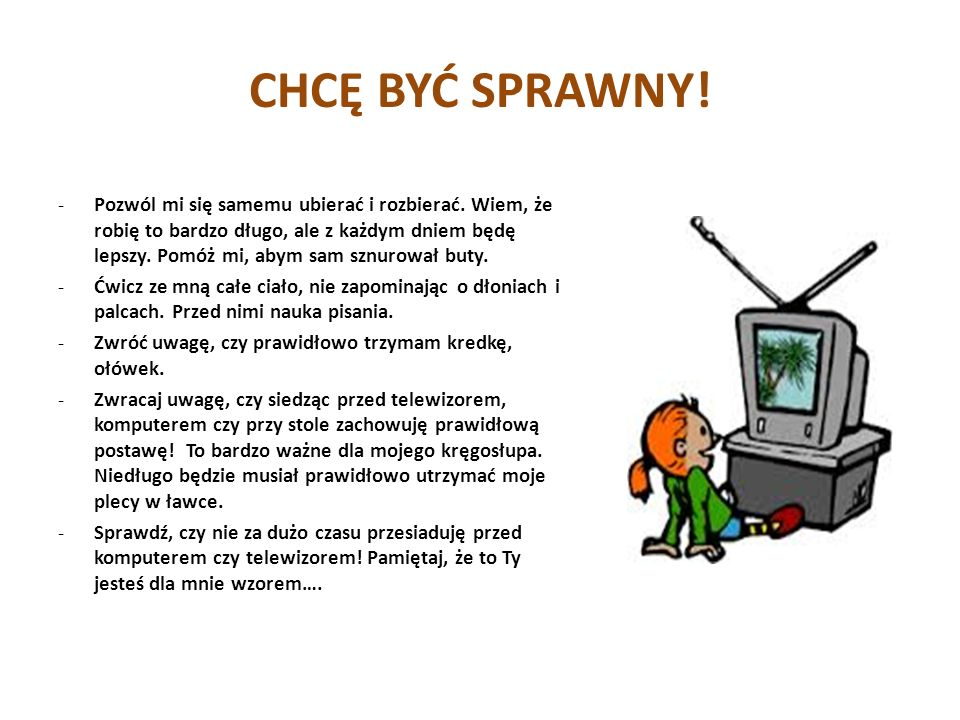 CHCĘ BYĆ SPRAWNY!
- Pozwól mi się samemu ubierać i rozbierać. Wiem, że
robię to bardzo długo, ale z każdym dniem będę
lepszy. Pomóż mi, abym sam sznurował buty.
- Ćwicz ze mną całe ciało, nie zapominając o dłoniach i
palcach. Przed nimi nauka pisania.
- Zwróć uwagę, czy prawidłowo trzymam kredkę,
ołówek.
- Zwracaj uwagę, czy siedząc przed telewizorem,
komputerem czy przy stole zachowuję prawidłową
postawę! To bardzo ważne dla mojego kręgosłupa.
Niedługo będzie musiał prawidłowo utrzymać moje
plecy w ławce.
- Sprawdź, czy nie za dużo czasu przesiaduję przed
komputerem czy telewizorem! Pamiętaj, że to Ty
jesteś dla mnie wzorem….